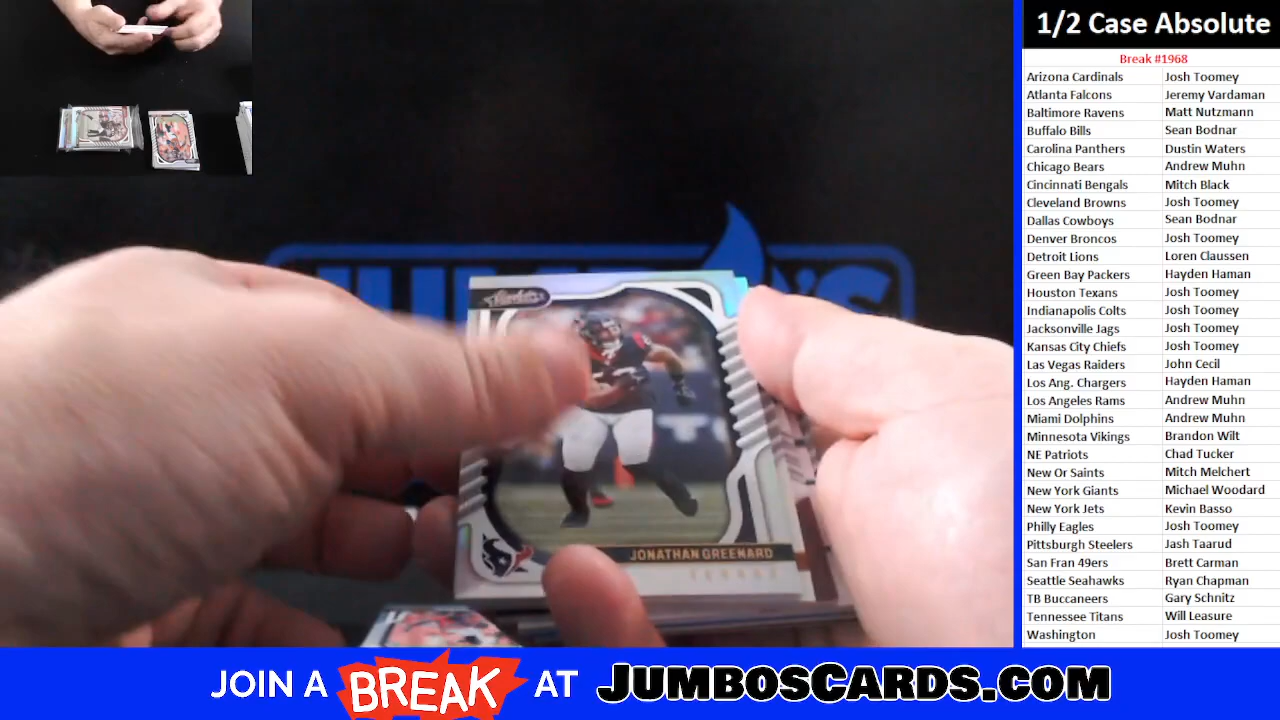 1/2 Case Absolute
Break #1968
Arizona Cardinals Josh Toomey
Atlanta Falcons Jeremy Vardaman
Baltimore Ravens Matt Nutzmann
Buffalo Bills Sean Bodnar
Carolina Panthers Dustin Waters
Chicago Bears Andrew Muhn
Cincinnati Bengals Mitch Black
Cleveland Browns Josh Toomey
Dallas Cowboys Sean Bodnar
Denver Broncos Josh Toomey
Detroit Lions Loren Claussen
Green Bay Packers Hayden Haman
Houston Texans Josh Toomey
Indianapolis Colts Josh Toomey
Jacksonville Jags Josh Toomey
Kansas City Chiefs Josh Toomey
Las Vegas Raiders John Cecil
Los Ang. Chargers Hayden Haman
Los Angeles Rams Andrew Muhn
Miami Dolphins Andrew Muhn
Minnesota Vikings Brandon Wilt
NE Patriots Chad Tucker
New Or Saints Mitch Melchert
New York Giants Michael Woodard
New York Jets Kevin Basso
Philly Eagles Josh Toomey
Pittsburgh Steelers Jash Taarud
San Fran 49ers Brett Carman
Seattle Seahawks Ryan Chapman
TB Buccaneers Gary Schnitz
Tennessee Titans Will Leasure
Washington Josh Toomey
Absolute
JONATHAN GREENARD
TEXANS
JOIN A BREAK AT JUMBOSCARDS.COM